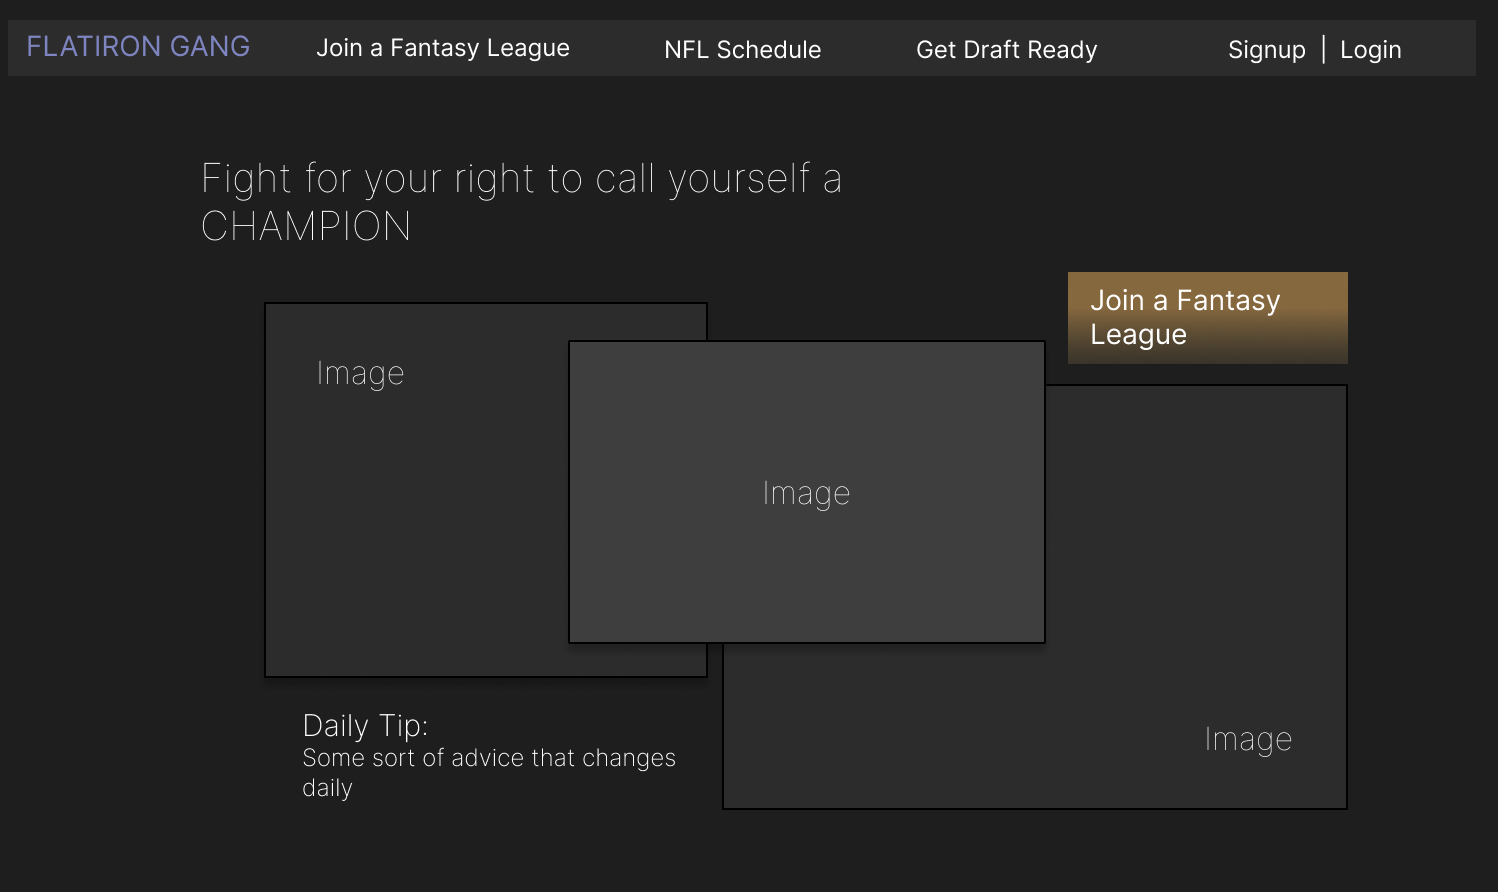 FLATIRON GANG
Join a Fantasy League
NFL Schedule
Get Draft Ready
Signup | Login
Fight for your right to call yourself a
CHAMPION
Join a Fantasy
League
Image
Image
Image
Daily Tip:
Some sort of advice that changes
daily